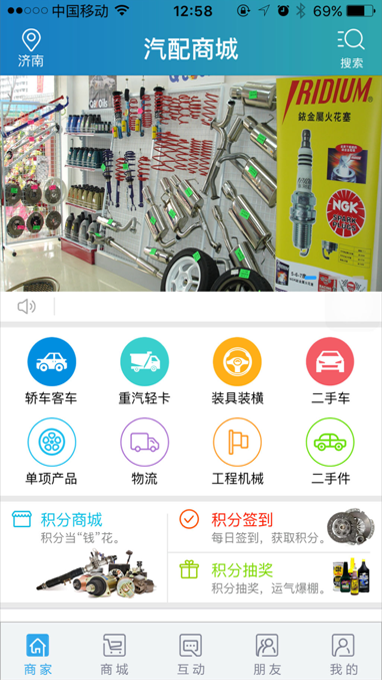 中国移动 12:58 69%
济南
汽配商城
搜索
IRIDIUM
銥金屬火花塞
NGK
轿车客车
重汽轻卡
装具装横
二手车
单项产品
物流
工程机械
二手件
积分商城
积分当“钱”花。
积分签到
每日签到，获取积分。
积分抽奖
积分抽奖，运气爆棚。
商家
商城
互动
朋友
我的